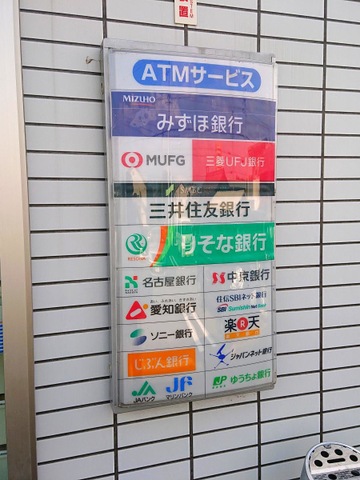 ATMサービス
MIZUHO
みずほ銀行
MUFG 三菱UFJ銀行
三井住友銀行
RESONA りそな銀行
名古屋銀行 中京銀行
愛知銀行 住信SBIネット銀行
SBI Sumishin Net Bank
ソニー銀行 楽天
じぶん銀行 ジャパンネット銀行
JA JF ゆうちょ銀行
JAバンク マリンバンク